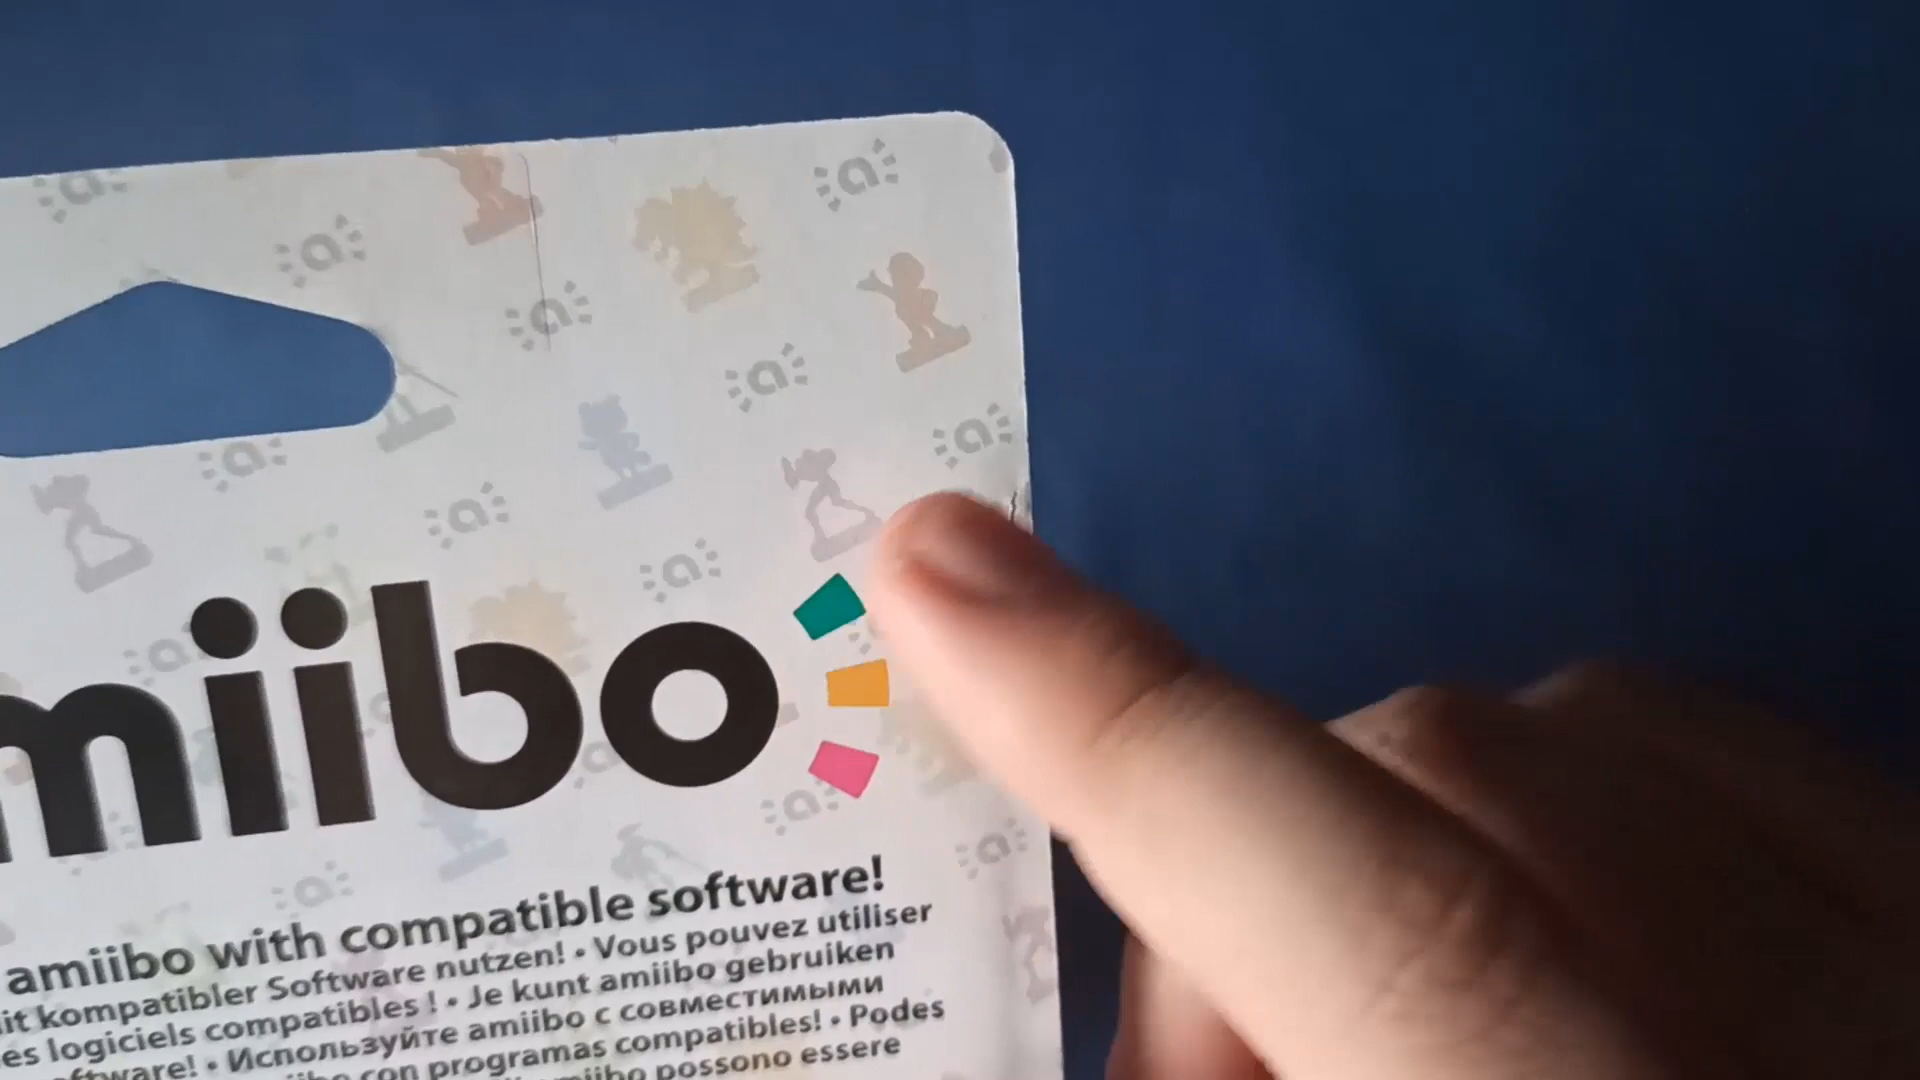 miibo
amiibo with compatible software!
it kompatibler Software nutzen! • Vous pouvez utiliser
es logiciels compatibles ! • Je kunt amiibo gebruiken
oftware! • Используйте amiibo с совместимыми
con programas compatibles! • Podes
amiibo possono essere